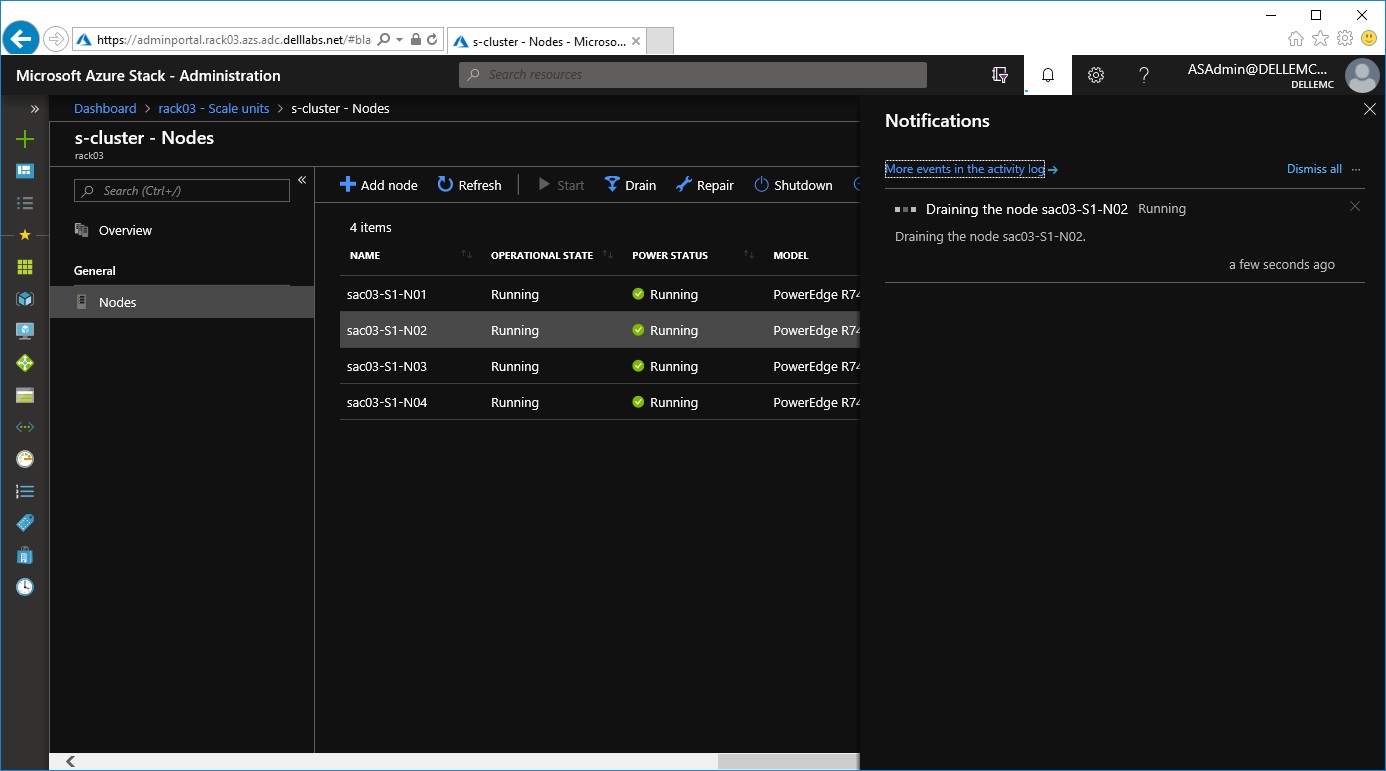 https://adminportal.rack03.azs.adc.delllabs.net/#bla
s-cluster - Nodes - Microso...
Microsoft Azure Stack - Administration
Search resources
ASAdmin@DELLEMC...
DELLEMC
Dashboard > rack03 - Scale units > s-cluster - Nodes
s-cluster - Nodes
rack03
Search (Ctrl+/)
Overview
General
Nodes
Add node Refresh Start Drain Repair Shutdown
4 items
NAME OPERATIONAL STATE POWER STATUS MODEL
sac03-S1-N01 Running Running PowerEdge R74
sac03-S1-N02 Running Running PowerEdge R74
sac03-S1-N03 Running Running PowerEdge R74
sac03-S1-N04 Running Running PowerEdge R74
Notifications
More events in the activity log → Dismiss all ...
Draining the node sac03-S1-N02 Running
Draining the node sac03-S1-N02.
a few seconds ago